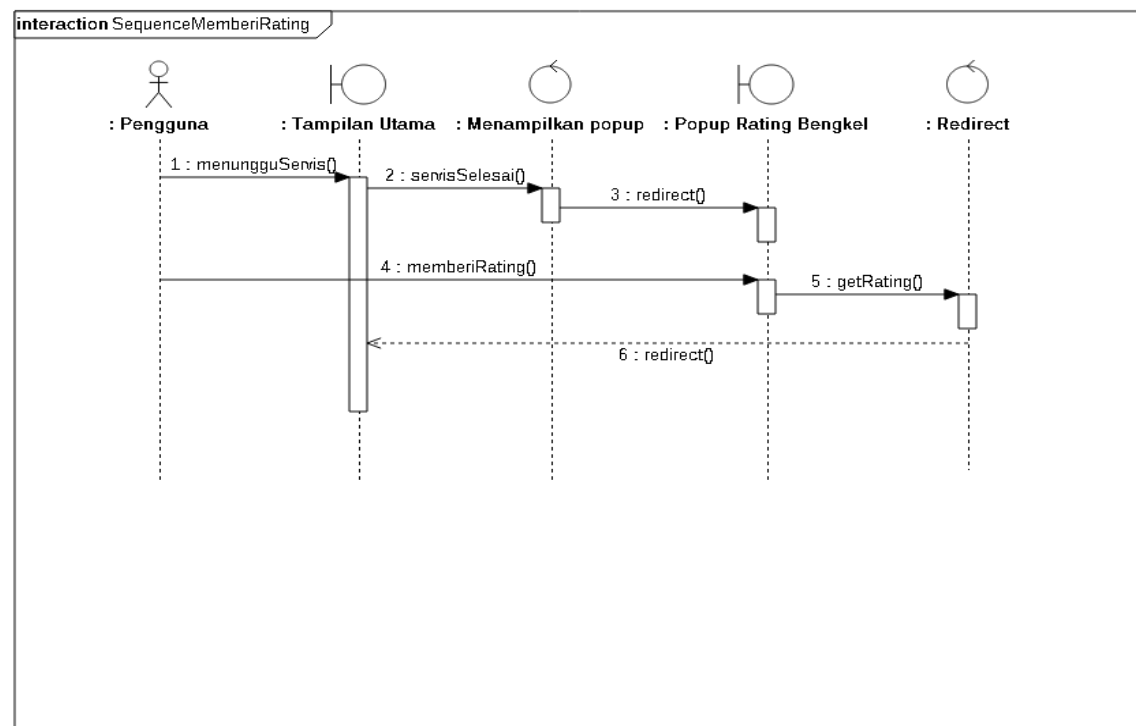 interaction SequenceMemberiRating
: Pengguna
: Tampilan Utama
: Menampilkan popup
: Popup Rating Bengkel
: Redirect
1 : menungguServis()
2 : servisSelesai()
3 : redirect()
4 : memberiRating()
5 : getRating()
6 : redirect()